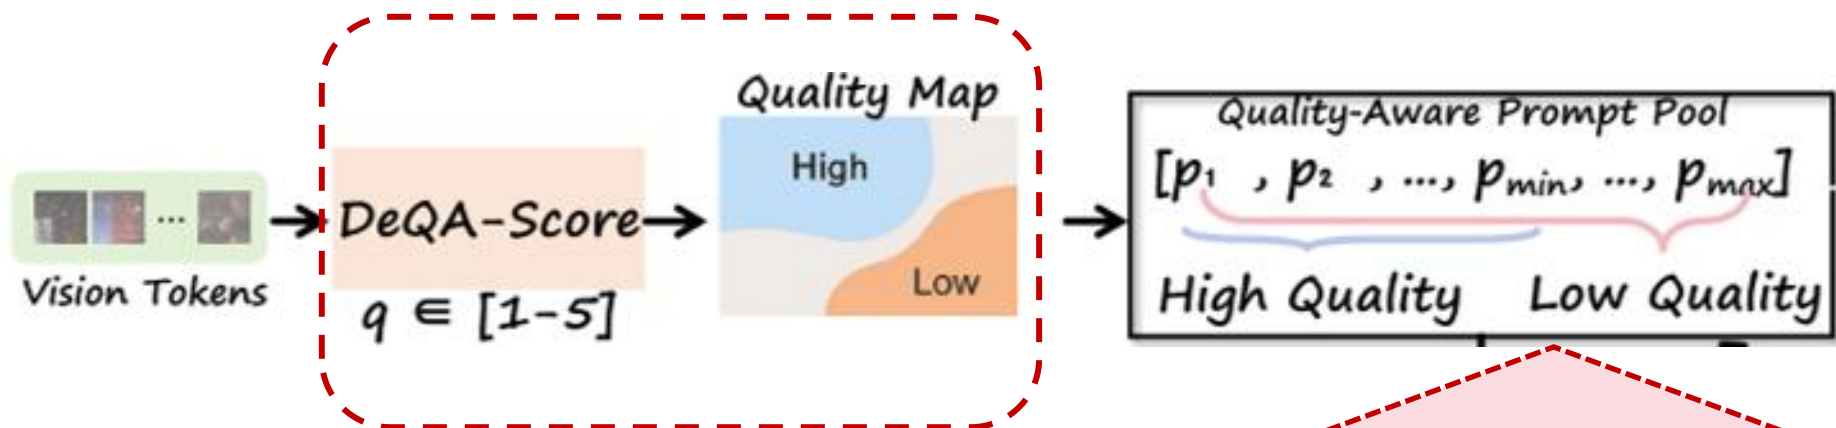 Vision Tokens
DeQA-Score
q ∈ [1-5]
Quality Map
High
Low
Quality-Aware Prompt Pool
[p1 , p2 , ..., pmin, ..., pmax]
High Quality
Low Quality